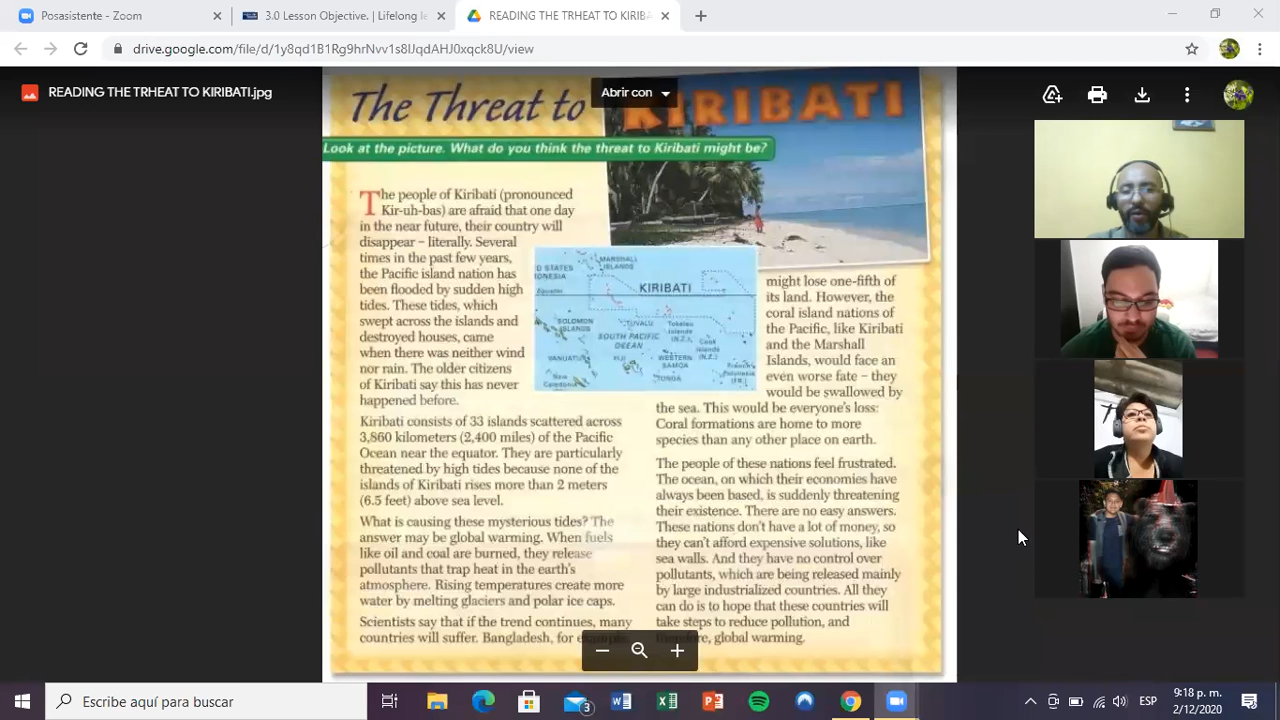 Posasistente - Zoom
3.0 Lesson Objective. | Lifelong le
READING THE TRHEAT TO KIRIBA
drive.google.com/file/d/1y8qd1B1Rg9hrNvv1s8IJqdAHJ0xqck8U/view
READING THE TRHEAT TO KIRIBATI.jpg
Abrir con
The Threat to
KIRIBATI
Look at the picture. What do you think the threat to Kiribati might be?
The people of Kiribati (pronounced
Kir-uh-bas) are afraid that one day
in the near future, their country will
disappear – literally. Several
times in the past few years,
the Pacific island nation has
been flooded by sudden high
tides. These tides, which
swept across the islands and
destroyed houses, came
when there was neither wind
nor rain. The older citizens
of Kiribati say this has never
happened before.
Kiribati consists of 33 islands scattered across
3,860 kilometers (2,400 miles) of the Pacific
Ocean near the equator. They are particularly
threatened by high tides because none of the
islands of Kiribati rises more than 2 meters
(6.5 feet) above sea level.
What is causing these mysterious tides? The
answer may be global warming. When fuels
like oil and coal are burned, they release
pollutants that trap heat in the earth's
atmosphere. Rising temperatures create more
water by melting glaciers and polar ice caps.
Scientists say that if the trend continues, many
countries will suffer. Bangladesh, for example,
MARSHALL
ISLANDS
D STATES
ONESIA
Equator
KIRIBATI
SOLOMON
ISLANDS
TUVALU
Tokelau
Islands
(N.Z.)
SOUTH PACIFIC
OCEAN
Cook
Islands
(N.Z.)
VANUATU
FIJI
WESTERN
SAMOA
New
Caledonia
TONGA
French
Polynesia
(FR.)
might lose one-fifth of
its land. However, the
coral island nations of
the Pacific, like Kiribati
and the Marshall
Islands, would face an
even worse fate – they
would be swallowed by
the sea. This would be everyone's loss:
Coral formations are home to more
species than any other place on earth.
The people of these nations feel frustrated.
The ocean, on which their economies have
always been based, is suddenly threatening
their existence. There are no easy answers.
These nations don't have a lot of money, so
they can't afford expensive solutions, like
sea walls. And they have no control over
pollutants, which are being released mainly
by large industrialized countries. All they
can do is to hope that these countries will
take steps to reduce pollution, and
therefore, global warming.
Escribe aquí para buscar
3
ESP
9:18 p. m.
2/12/2020